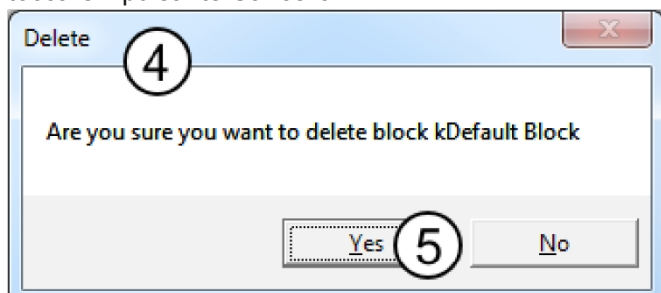 Delete
4
Are you sure you want to delete block kDefault Block
Yes
5
No